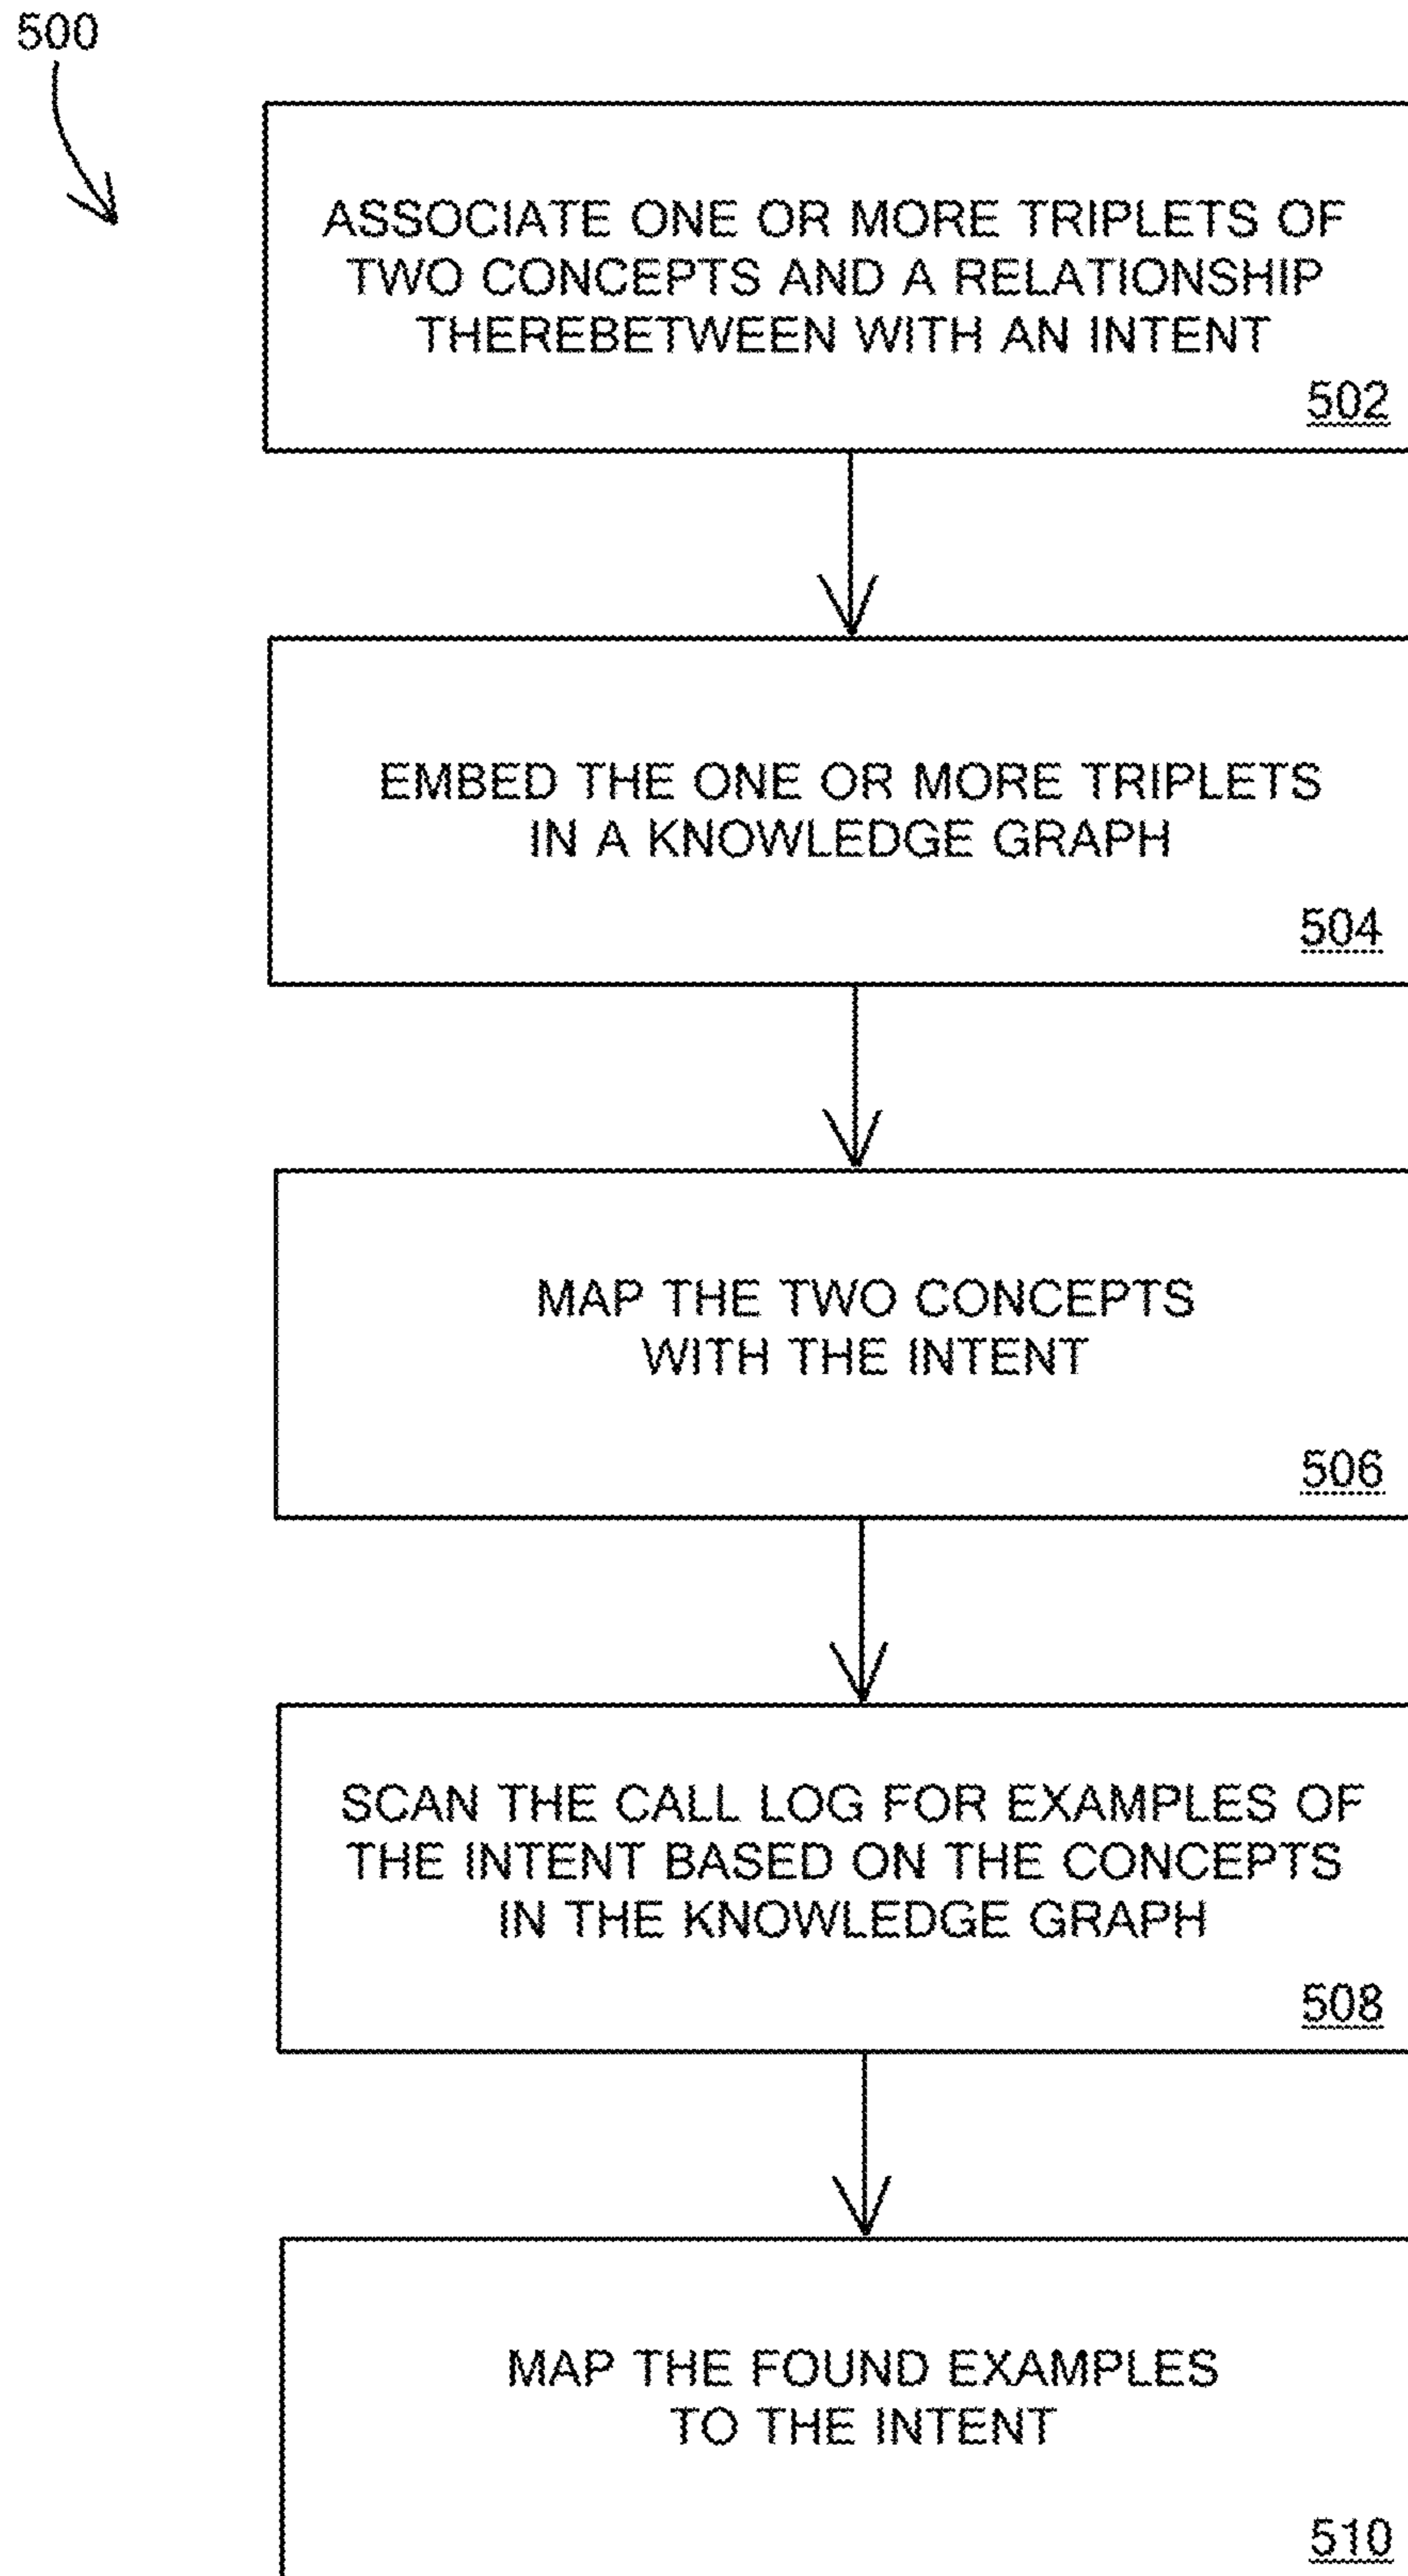 500
ASSOCIATE ONE OR MORE TRIPLETS OF
TWO CONCEPTS AND A RELATIONSHIP
THEREBETWEEN WITH AN INTENT
502
EMBED THE ONE OR MORE TRIPLETS
IN A KNOWLEDGE GRAPH
504
MAP THE TWO CONCEPTS
WITH THE INTENT
506
SCAN THE CALL LOG FOR EXAMPLES OF
THE INTENT BASED ON THE CONCEPTS
IN THE KNOWLEDGE GRAPH
508
MAP THE FOUND EXAMPLES
TO THE INTENT
510